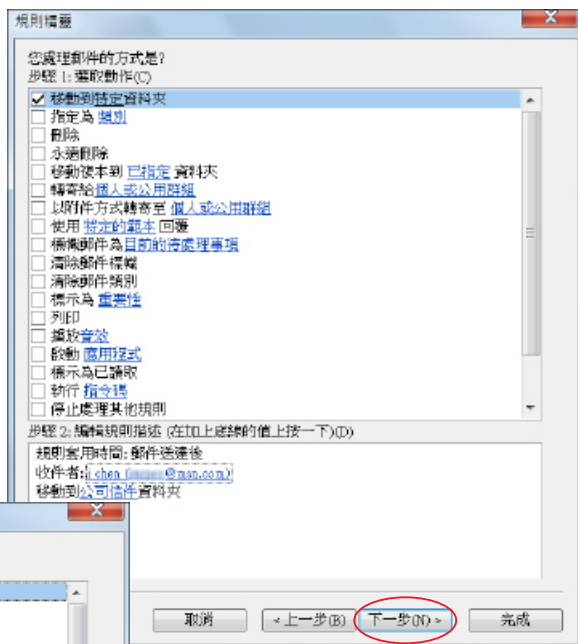 規則精靈
您處理郵件的方式是?
步驟 1: 選取動作(C)
移動到特定資料夾
指定為 類別
刪除
永遠刪除
移動複本到 已指定 資料夾
轉寄給個人或公用群組
以附件方式轉寄至 個人或公用群組
使用 特定的範本 回覆
標幟郵件為目前的待處理事項
清除郵件標幟
清除郵件類別
標示為 重要性
列印
播放音效
啟動 應用程式
標示為已讀取
執行 指令碼
停止處理其他規則
步驟 2: 編輯規則描述 (在加上底線的值上按一下)(D)
規則套用時間: 郵件送達後
收件者: chen @msn.com)
移動到公司信件資料夾
取消 < 上一步(B) 下一步(N) > 完成